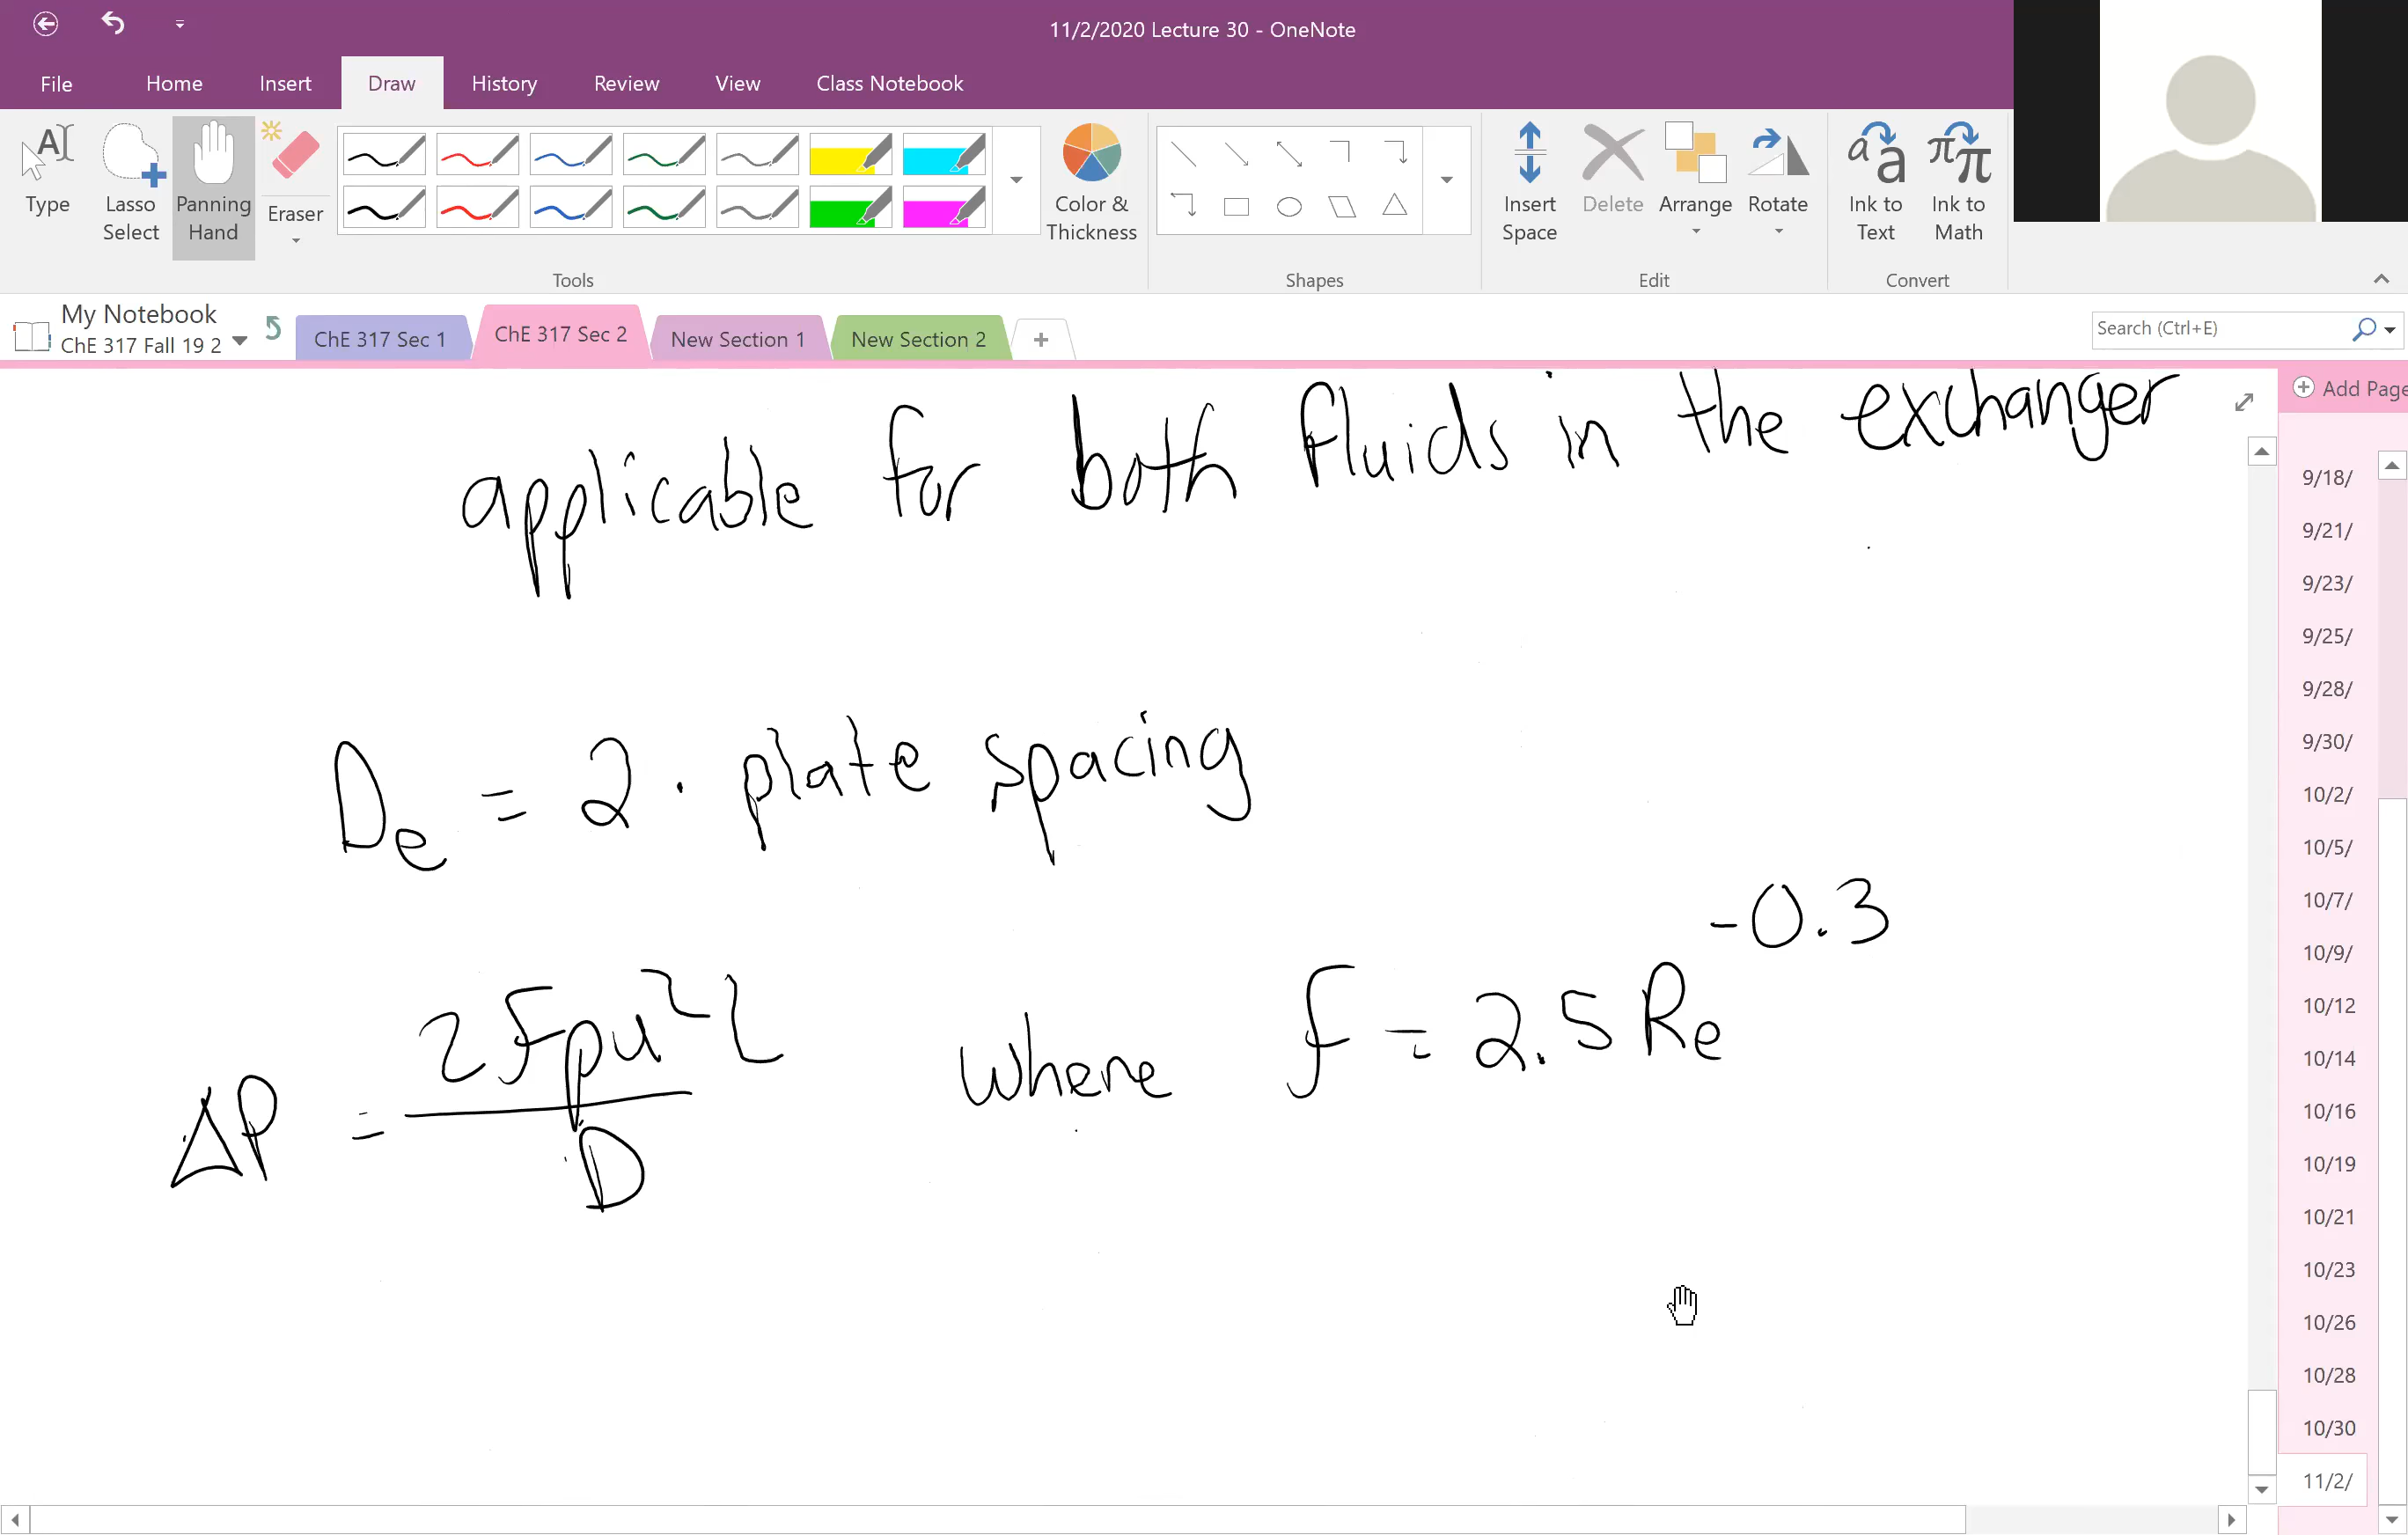 11/2/2020 Lecture 30 - OneNote
File Home Insert Draw History Review View Class Notebook
Type Lasso Select Panning Hand Eraser Color & Thickness Insert Space Delete Arrange Rotate Ink to Text Ink to Math
Tools Shapes Edit Convert
My Notebook
ChE 317 Fall 19 2 ChE 317 Sec 1 ChE 317 Sec 2 New Section 1 New Section 2 + Search (Ctrl+E)
Add Page
applicable for both fluids in the exchanger
De = 2 · plate spacing
ΔP = 2fρu²L / D where f = 2.5 Re^-0.3
9/18/
9/21/
9/23/
9/25/
9/28/
9/30/
10/2/
10/5/
10/7/
10/9/
10/12
10/14
10/16
10/19
10/21
10/23
10/26
10/28
10/30
11/2/